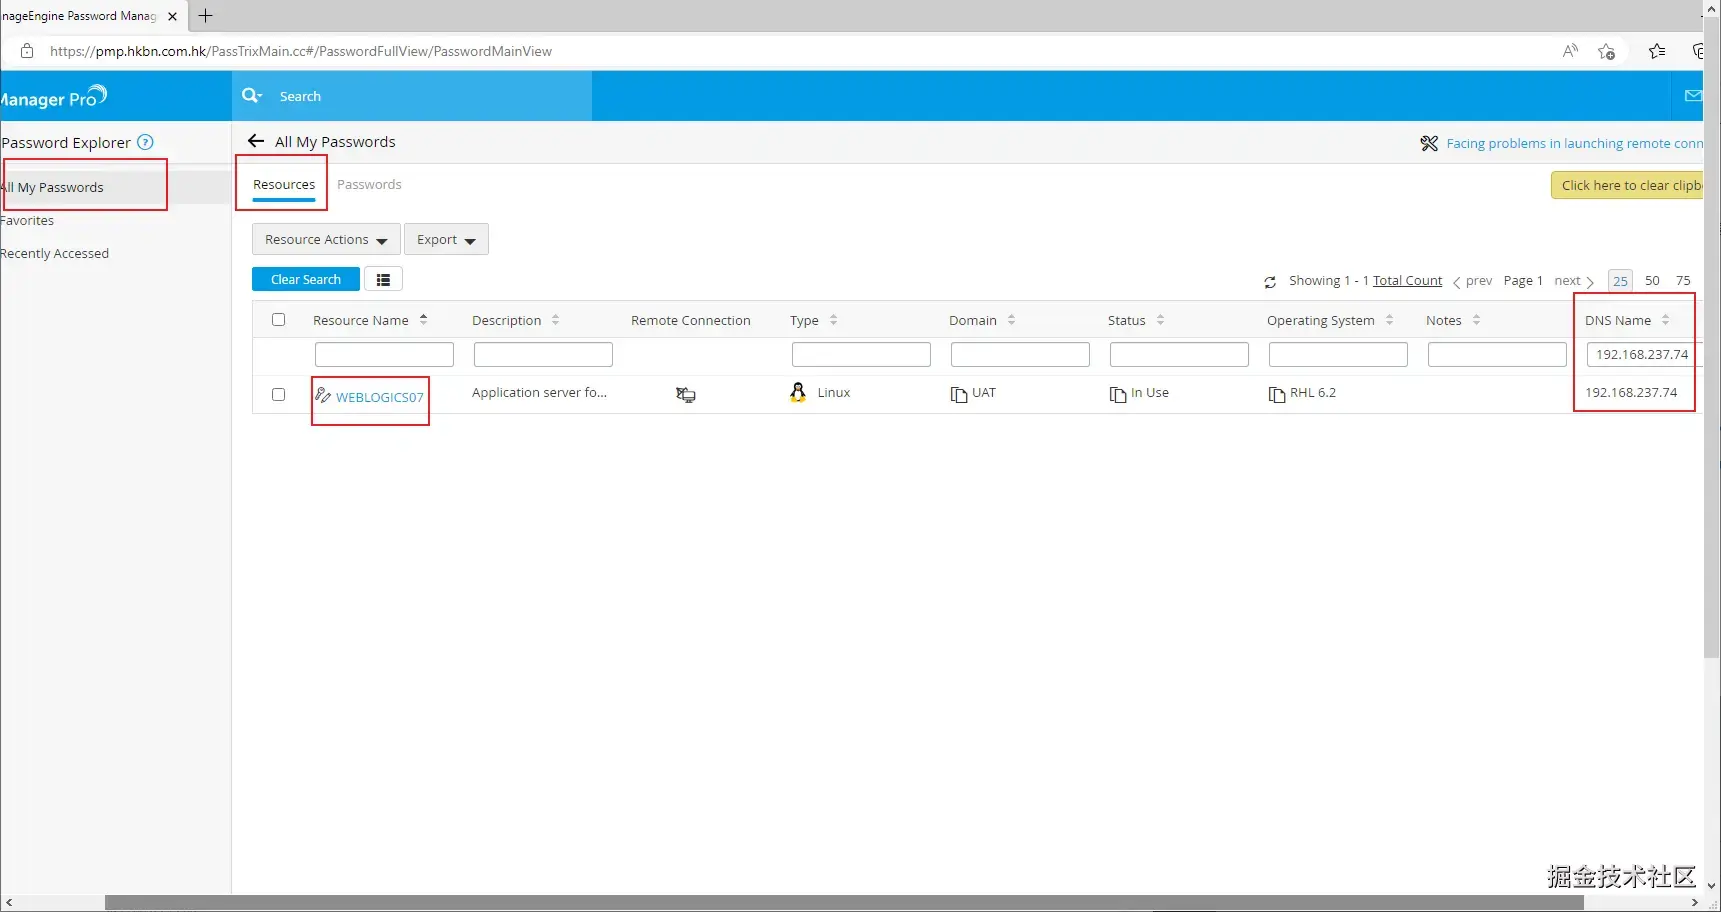 nageEngine Password Manag
https://pmp.hkbn.com.hk/PassTrixMain.cc#/PasswordFullView/PasswordMainView
Manager Pro
Search
Password Explorer ?
All My Passwords
Facing problems in launching remote conn
All My Passwords
Resources Passwords
Click here to clear clipb
Favorites
Recently Accessed
Resource Actions Export
Clear Search
Showing 1 - 1 Total Count prev Page 1 next 25 50 75
Resource Name Description Remote Connection Type Domain Status Operating System Notes DNS Name
192.168.237.74
WEBLOGICS07 Application server fo... Linux UAT In Use RHL 6.2 192.168.237.74
掘金技术社区